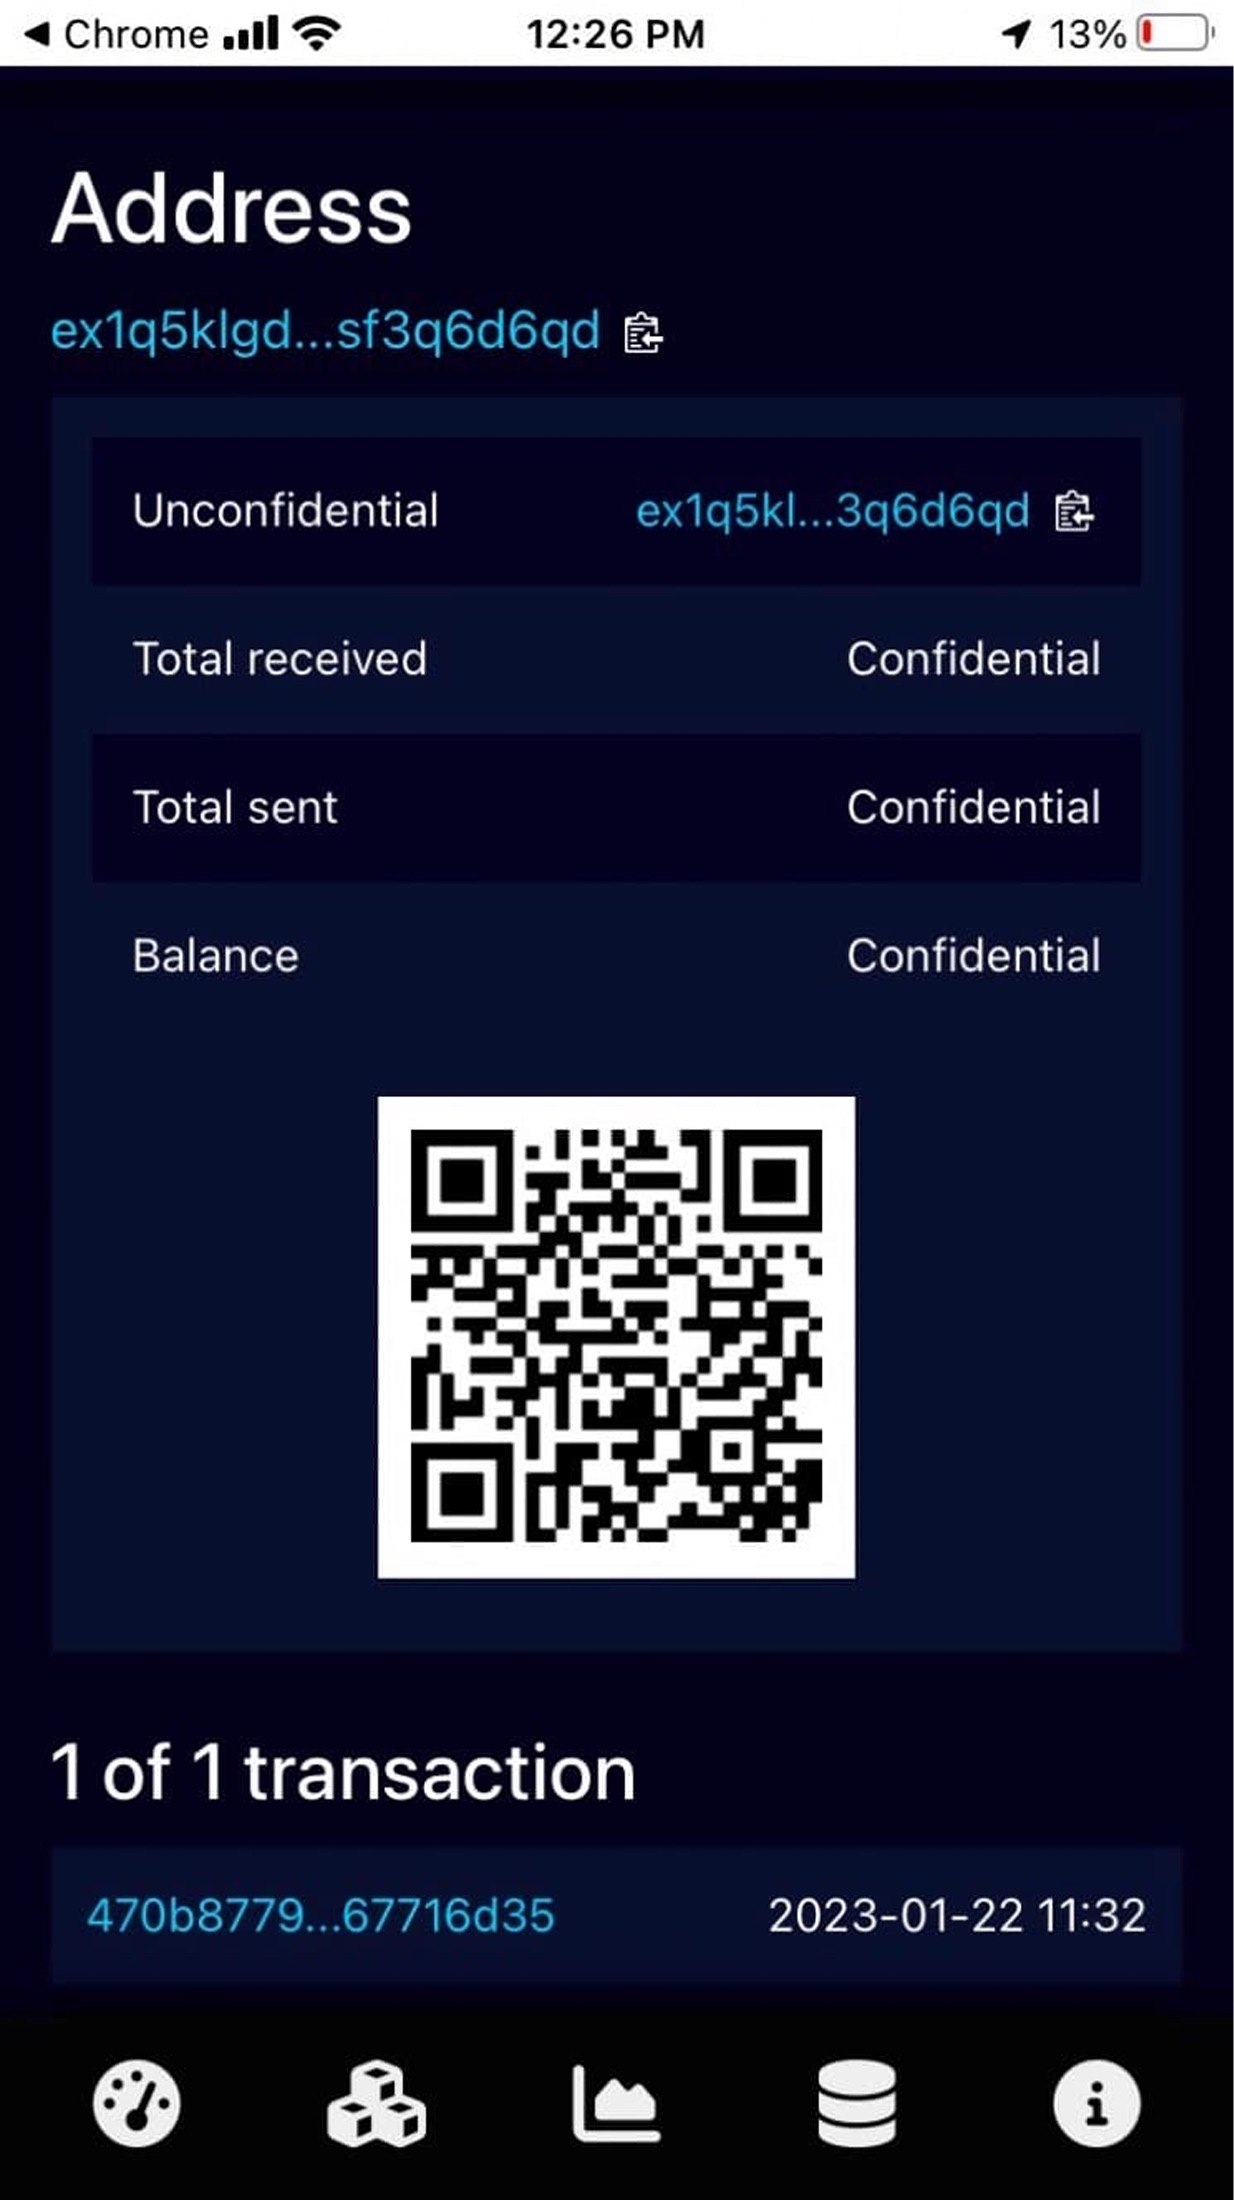 Chrome 12:26 PM 13%
Address
ex1q5klgd...sf3q6d6qd
Unconfidential ex1q5kl...3q6d6qd
Total received Confidential
Total sent Confidential
Balance Confidential
1 of 1 transaction
470b8779...67716d35 2023-01-22 11:32